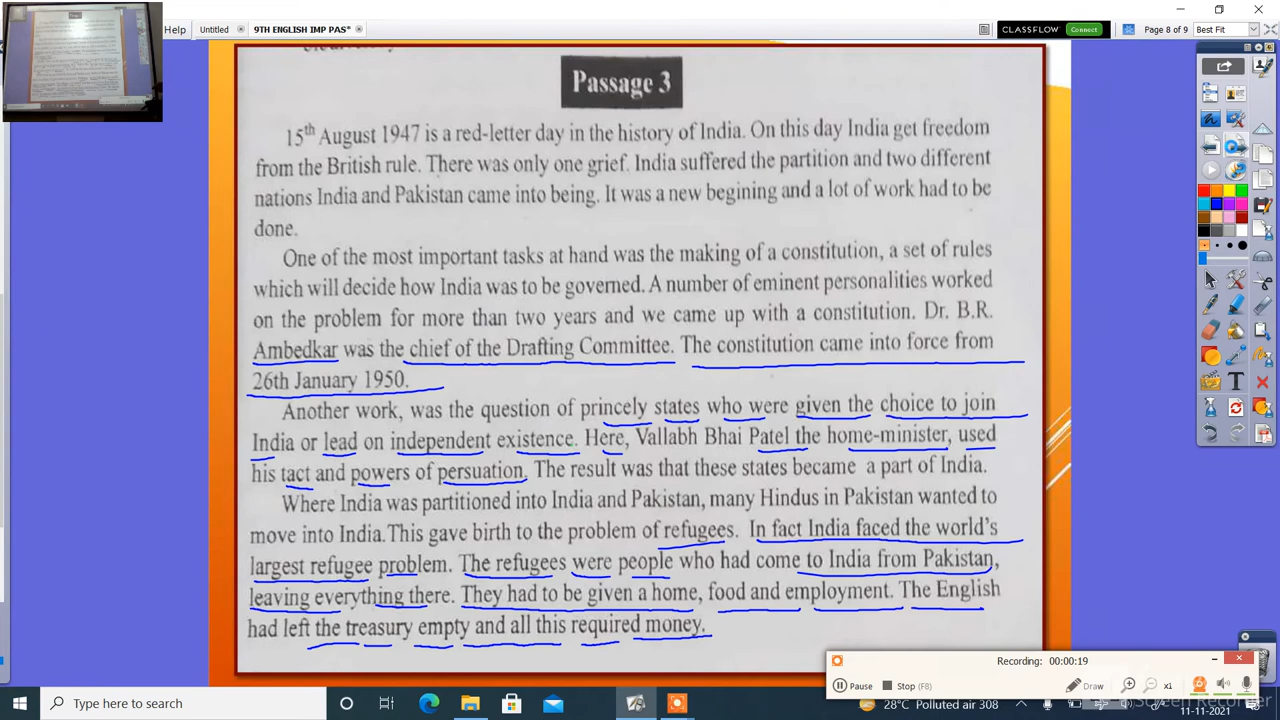 Help
Untitled
9TH ENGLISH IMP PAS*
CLASSFLOW
Connect
Page 8 of 9
Best Fit
Passage 3
15th August 1947 is a red-letter day in the history of India. On this day India get freedom
from the British rule. There was only one grief. India suffered the partition and two different
nations India and Pakistan came into being. It was a new begining and a lot of work had to be
done.
One of the most important tasks at hand was the making of a constitution, a set of rules
which will decide how India was to be governed. A number of eminent personalities worked
on the problem for more than two years and we came up with a constitution. Dr. B.R.
Ambedkar was the chief of the Drafting Committee. The constitution came into force from
26th January 1950.
Another work, was the question of princely states who were given the choice to join
India or lead on independent existence. Here, Vallabh Bhai Patel the home-minister, used
his tact and powers of persuation. The result was that these states became a part of India.
Where India was partitioned into India and Pakistan, many Hindus in Pakistan wanted to
move into India. This gave birth to the problem of refugees. In fact India faced the world's
largest refugee problem. The refugees were people who had come to India from Pakistan,
leaving everything there. They had to be given a home, food and employment. The English
had left the treasury empty and all this required money.
Recording: 00:00:19
Pause
Stop (F8)
Draw
x1
Screen Recorder
Type here to search
28°C Polluted air 308
11-11-2021